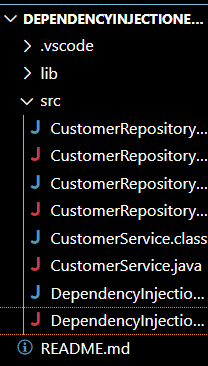 DEPENDENCYINJECTIONE...
.vscode
lib
src
CustomerRepository...
CustomerRepository...
CustomerRepository...
CustomerRepository...
CustomerService.class
CustomerService.java
DependencyInjectio...
DependencyInjectio...
README.md